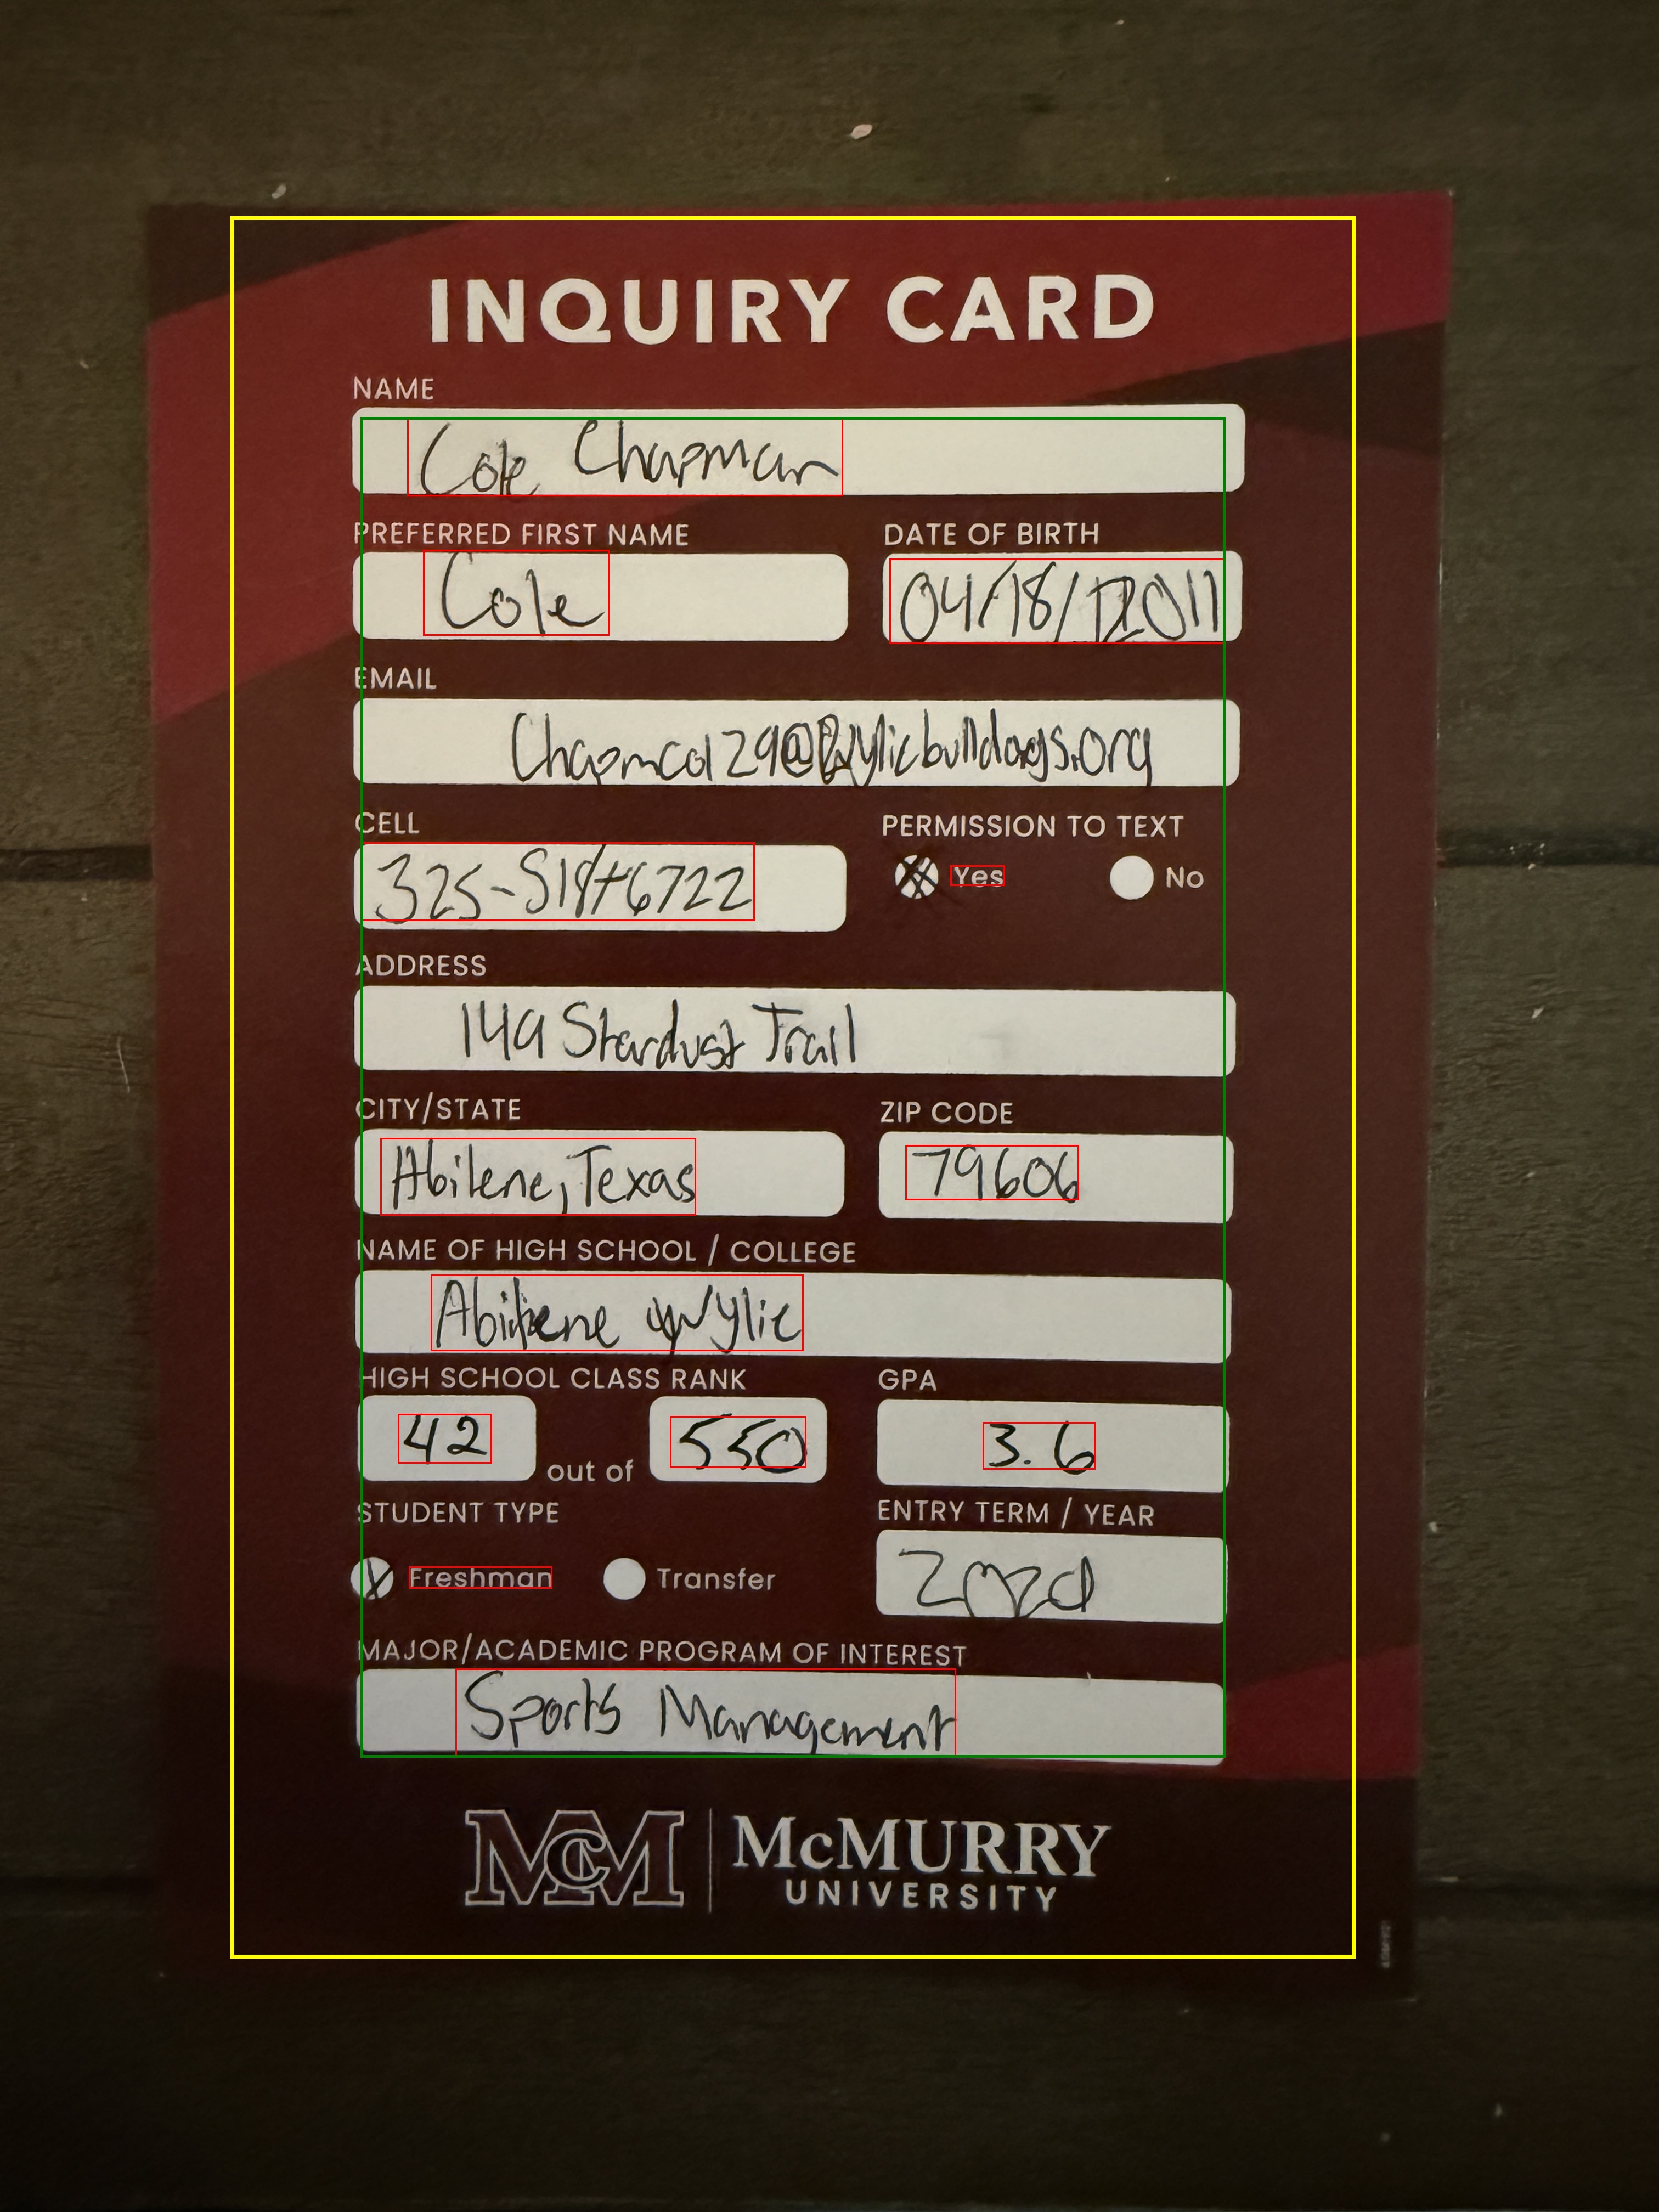 INQUIRY CARD
NAME
Cole Chapman
PREFERRED FIRST NAME DATE OF BIRTH
Cole 04/18/2011
EMAIL
Chapmco129@wyliebulldogs.org
CELL PERMISSION TO TEXT
325-518-6722 Yes No
ADDRESS
149 Stardust Trail
CITY/STATE ZIP CODE
Abilene, Texas 79606
NAME OF HIGH SCHOOL / COLLEGE
Abilene Wylie
HIGH SCHOOL CLASS RANK GPA
42 out of 550 3.6
STUDENT TYPE ENTRY TERM / YEAR
Freshman Transfer
MAJOR/ACADEMIC PROGRAM OF INTEREST
Sports Management
MCM McMURRY
UNIVERSITY